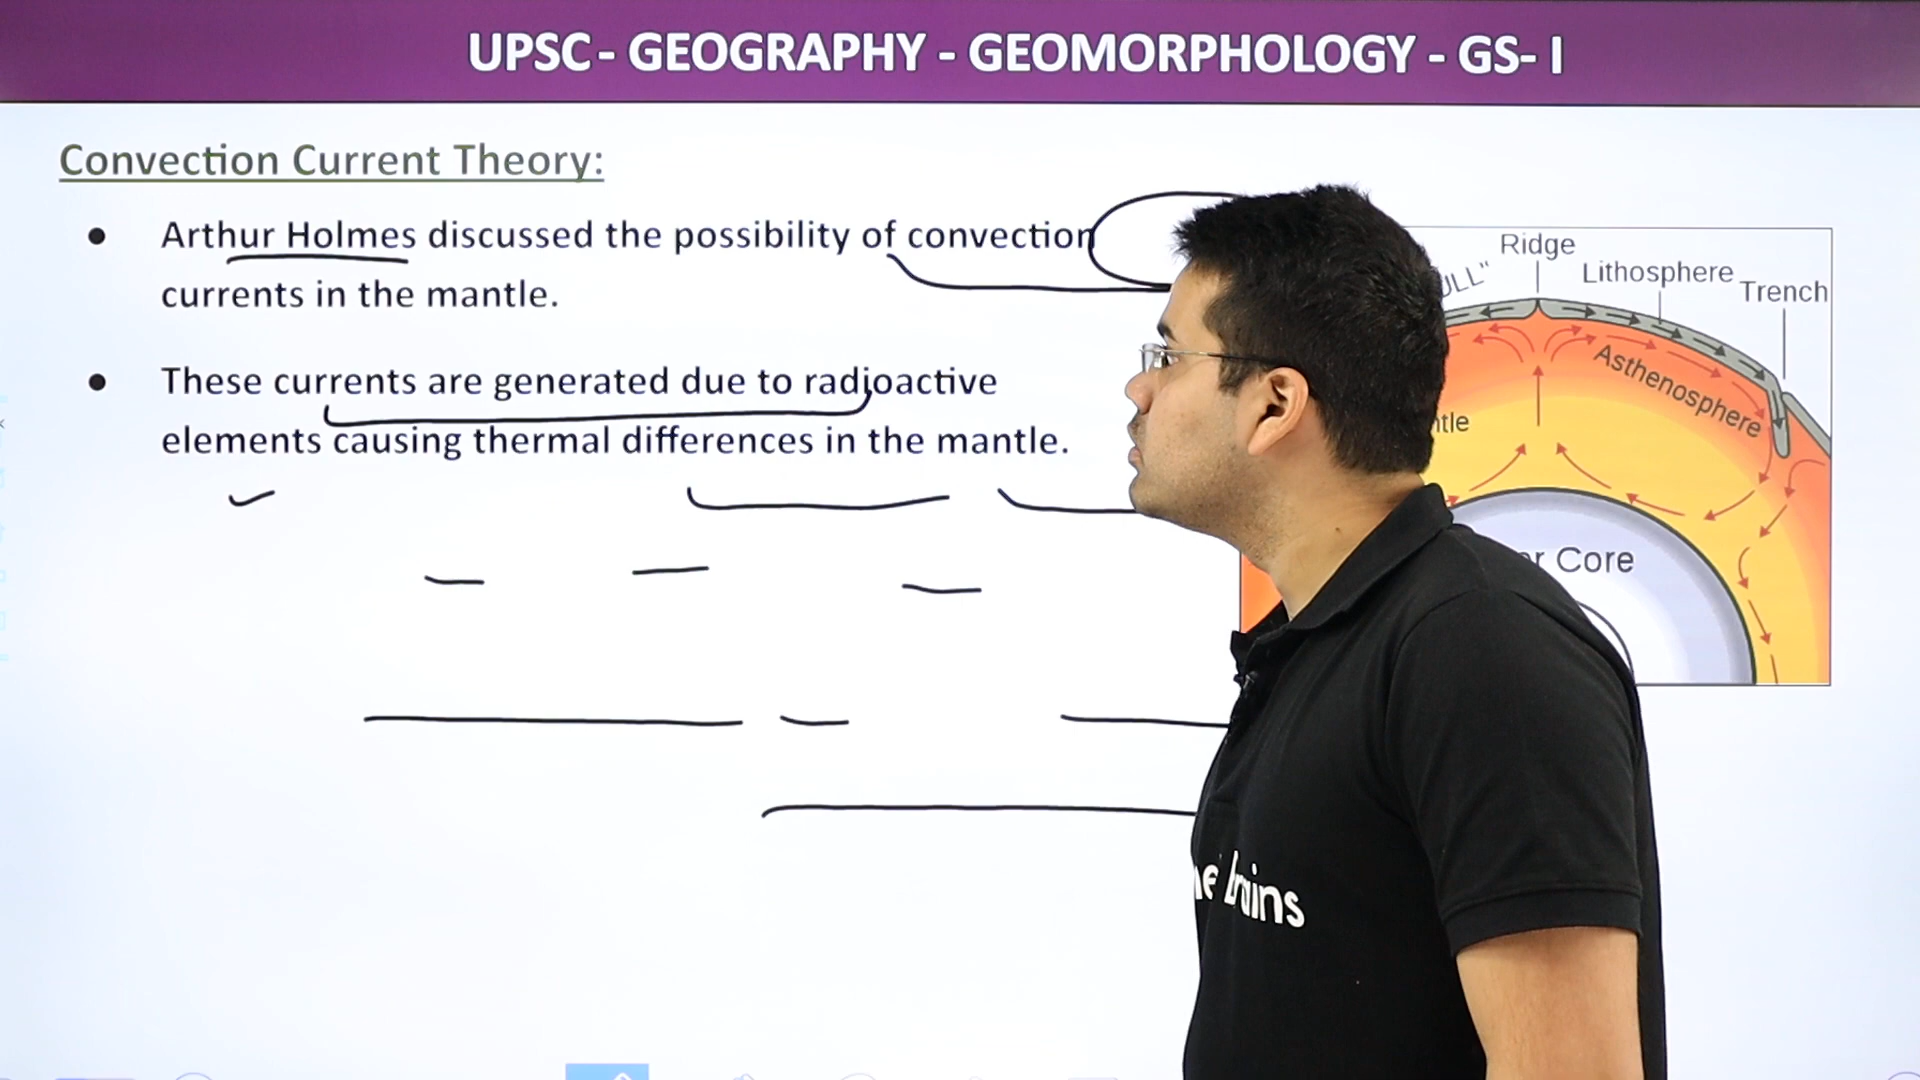 UPSC - GEOGRAPHY - GEOMORPHOLOGY - GS- I
Convection Current Theory:
● Arthur Holmes discussed the possibility of convection
currents in the mantle.
● These currents are generated due to radioactive
elements causing thermal differences in the mantle.
Ridge
Lithosphere
Trench
Asthenosphere
Core